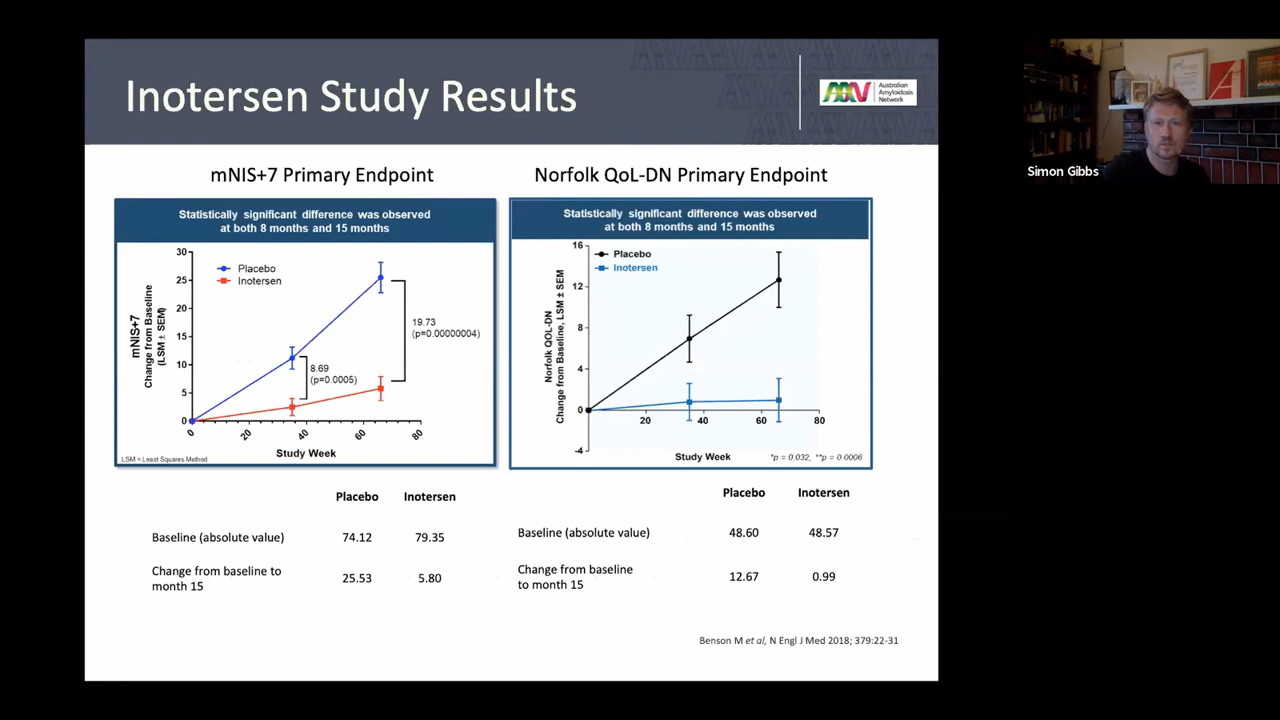 Inotersen Study Results
AAN
Australian
Amyloidosis
Network
Simon Gibbs
mNIS+7 Primary Endpoint
Statistically significant difference was observed
at both 8 months and 15 months
mNIS+7
Change from Baseline
(LSM ± SEM)
30
25
20
15
10
5
0
Placebo
Inotersen
8.69
(p=0.0005)
19.73
(p=0.00000004)
0
20
40
60
80
Study Week
LSM = Least Squares Method
Norfolk QoL-DN Primary Endpoint
Statistically significant difference was observed
at both 8 months and 15 months
Norfolk QOL-DN
Change from Baseline, LSM ± SEM
16
12
8
4
0
-4
Placebo
Inotersen
20
40
60
80
Study Week
*p = 0.032, **p = 0.0006
Placebo Inotersen
Baseline (absolute value) 74.12 79.35
Change from baseline to
month 15 25.53 5.80
Placebo Inotersen
Baseline (absolute value) 48.60 48.57
Change from baseline
to month 15 12.67 0.99
Benson M et al, N Engl J Med 2018; 379:22-31